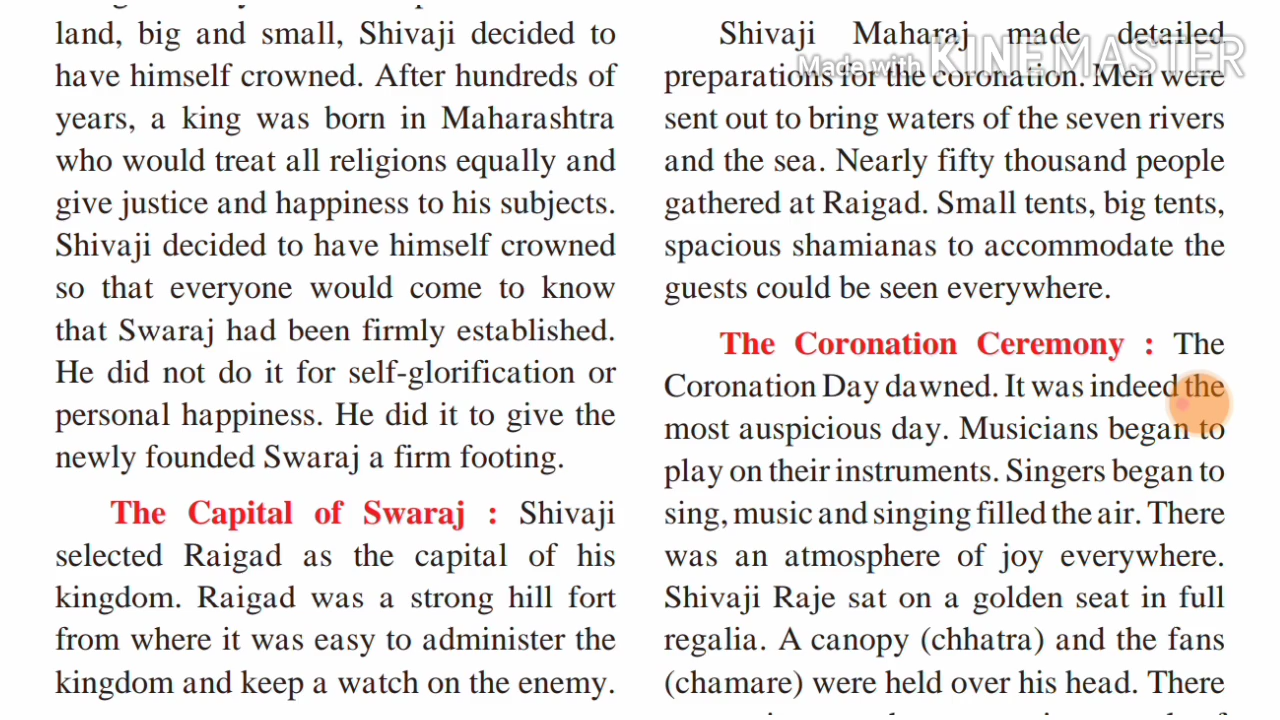 land, big and small, Shivaji decided to
have himself crowned. After hundreds of
years, a king was born in Maharashtra
who would treat all religions equally and
give justice and happiness to his subjects.
Shivaji decided to have himself crowned
so that everyone would come to know
that Swaraj had been firmly established.
He did not do it for self-glorification or
personal happiness. He did it to give the
newly founded Swaraj a firm footing.
The Capital of Swaraj : Shivaji
selected Raigad as the capital of his
kingdom. Raigad was a strong hill fort
from where it was easy to administer the
kingdom and keep a watch on the enemy.
Shivaji Maharaj made detailed
preparations for the coronation. Men were
sent out to bring waters of the seven rivers
and the sea. Nearly fifty thousand people
gathered at Raigad. Small tents, big tents,
spacious shamianas to accommodate the
guests could be seen everywhere.
The Coronation Ceremony : The
Coronation Day dawned. It was indeed the
most auspicious day. Musicians began to
play on their instruments. Singers began to
sing, music and singing filled the air. There
was an atmosphere of joy everywhere.
Shivaji Raje sat on a golden seat in full
regalia. A canopy (chhatra) and the fans
(chamare) were held over his head. There
Made with KINEMASTER